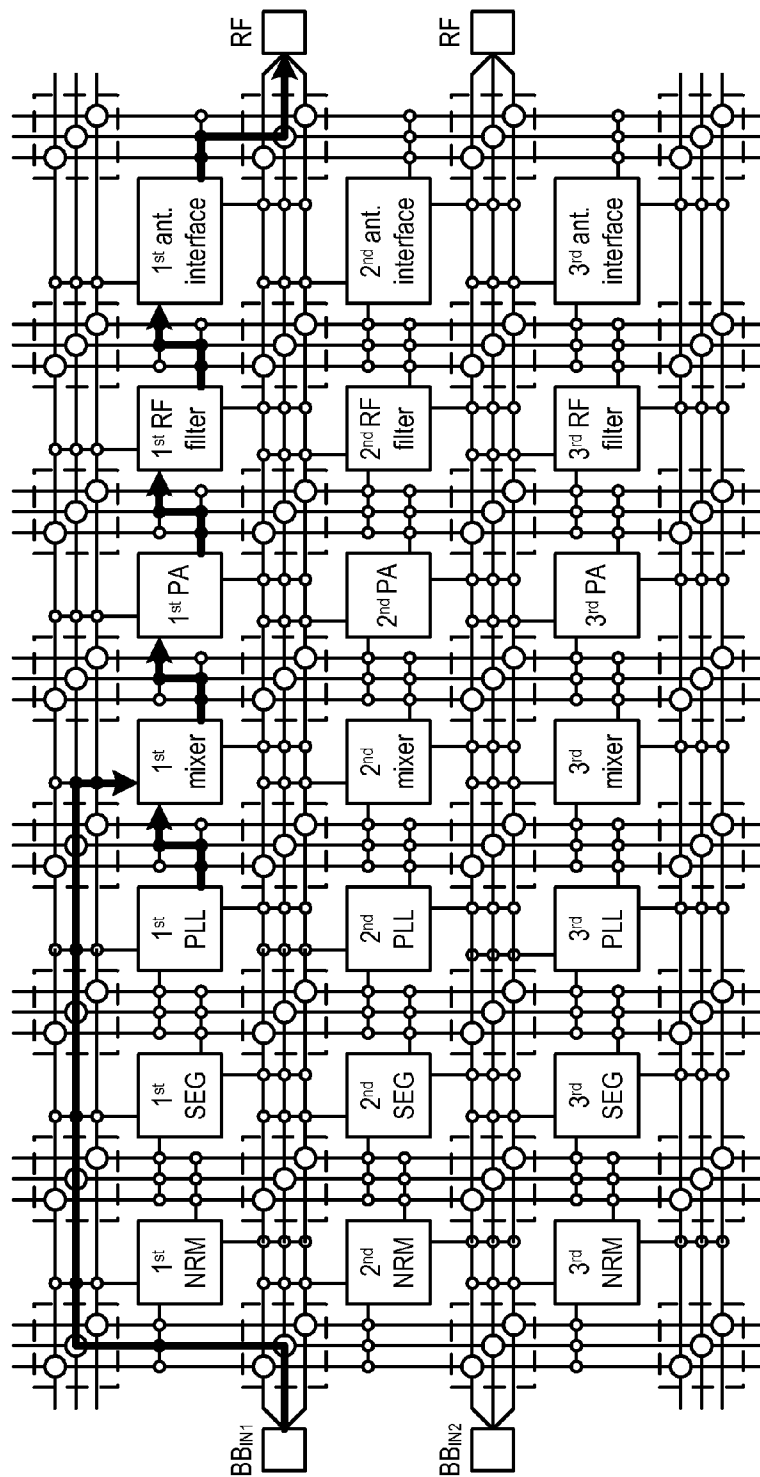 1st
NRM
1st
SEG
1st
PLL
1st
mixer
1st PA
1st RF
filter
1st ant.
interface
BBIN1
RF
2nd
NRM
2nd
SEG
2nd
PLL
2nd
mixer
2nd PA
2nd RF
filter
2nd ant.
interface
BBIN2
RF
3rd
NRM
3rd
SEG
3rd
PLL
3rd
mixer
3rd PA
3rd RF
filter
3rd ant.
interface